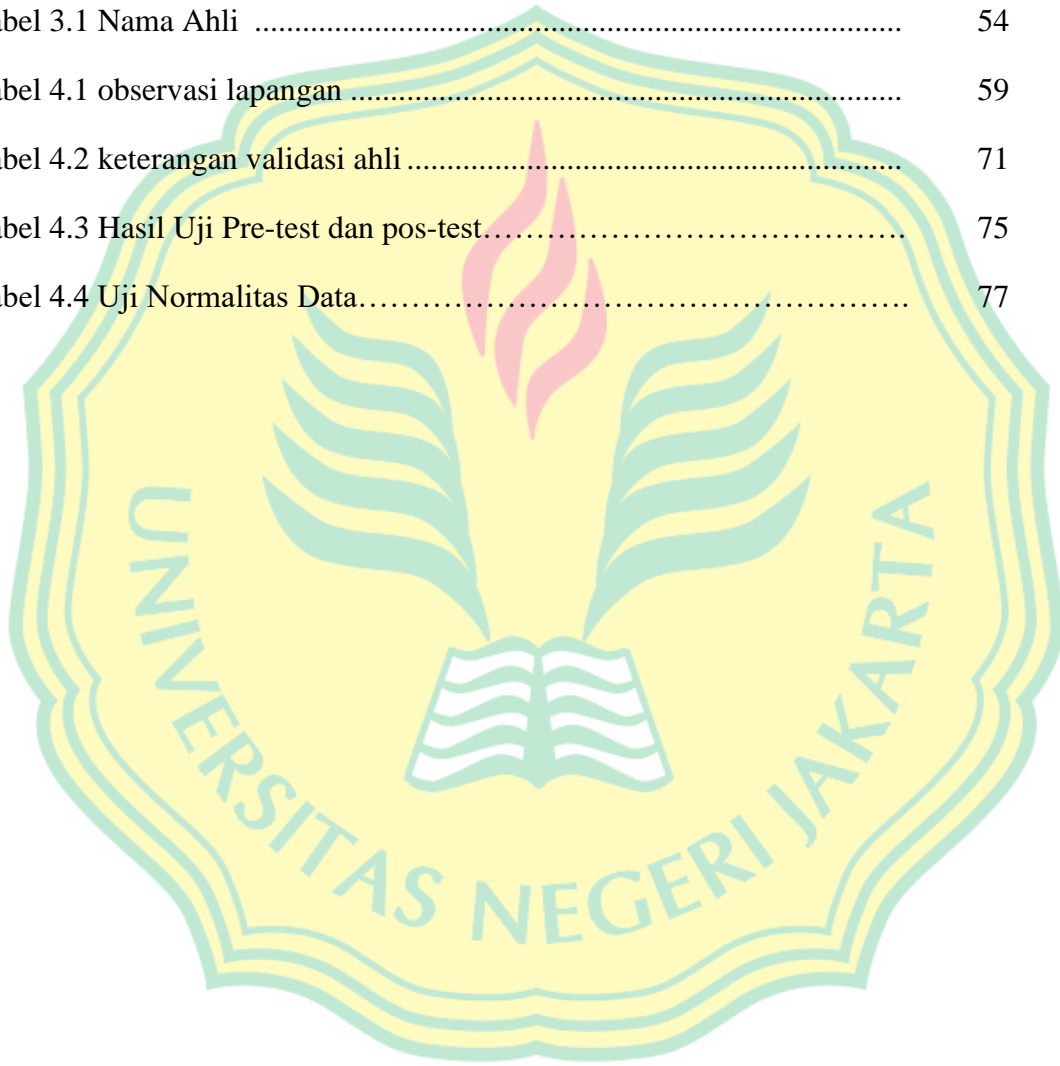 abel 3.1 Nama Ahli ..................................................................... 54
abel 4.1 observasi lapangan ........................................................... 59
abel 4.2 keterangan validasi ahli ..................................................... 71
abel 4.3 Hasil Uji Pre-test dan pos-test……………………………………. 75
abel 4.4 Uji Normalitas Data……………………………………………. 77
UNIVERSITAS NEGERI JAKARTA